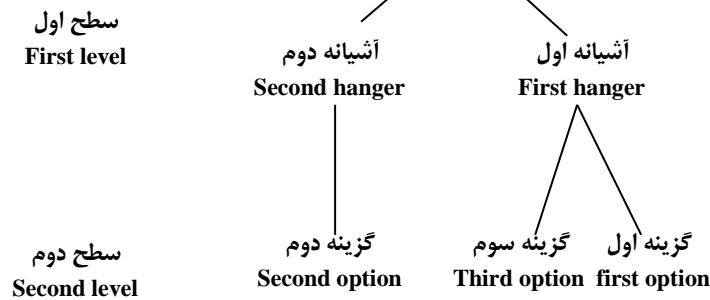 سطح اول
First level
آشیانه دوم
Second hanger
آشیانه اول
First hanger
سطح دوم
Second level
گزینه دوم
Second option
گزینه سوم
Third option
گزینه اول
first option